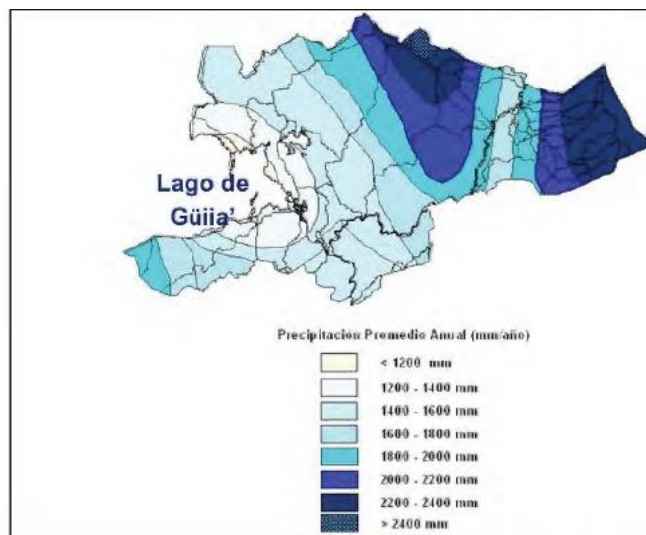 Lago de
Güiia'
Precipitación Promedio Anual (mm/año)
< 1200 mm
1200 - 1400 mm
1400 - 1600 mm
1600 - 1800 mm
1800 - 2000 mm
2000 - 2200 mm
2200 - 2400 mm
> 2400 mm